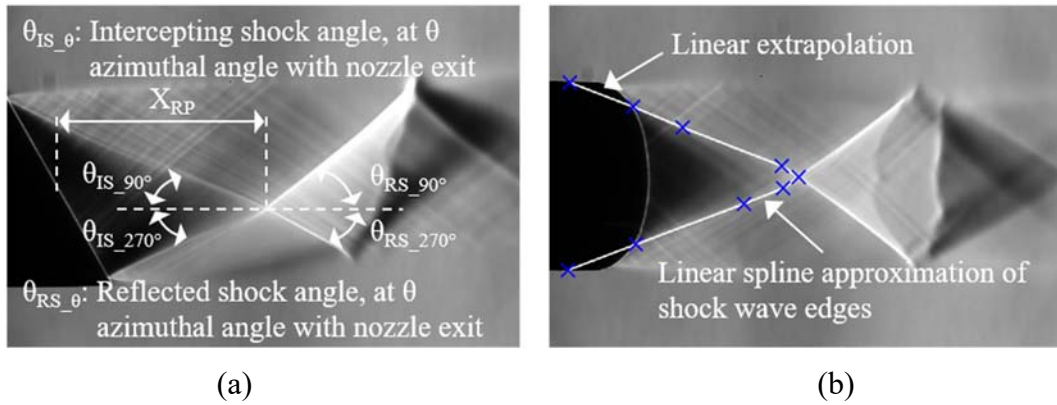 θIS_θ: Intercepting shock angle, at θ
azimuthal angle with nozzle exit
XRP
θIS_90°
θRS_90°
θIS_270°
θRS_270°
θRS_θ: Reflected shock angle, at θ
azimuthal angle with nozzle exit
(a)
Linear extrapolation
Linear spline approximation of
shock wave edges
(b)